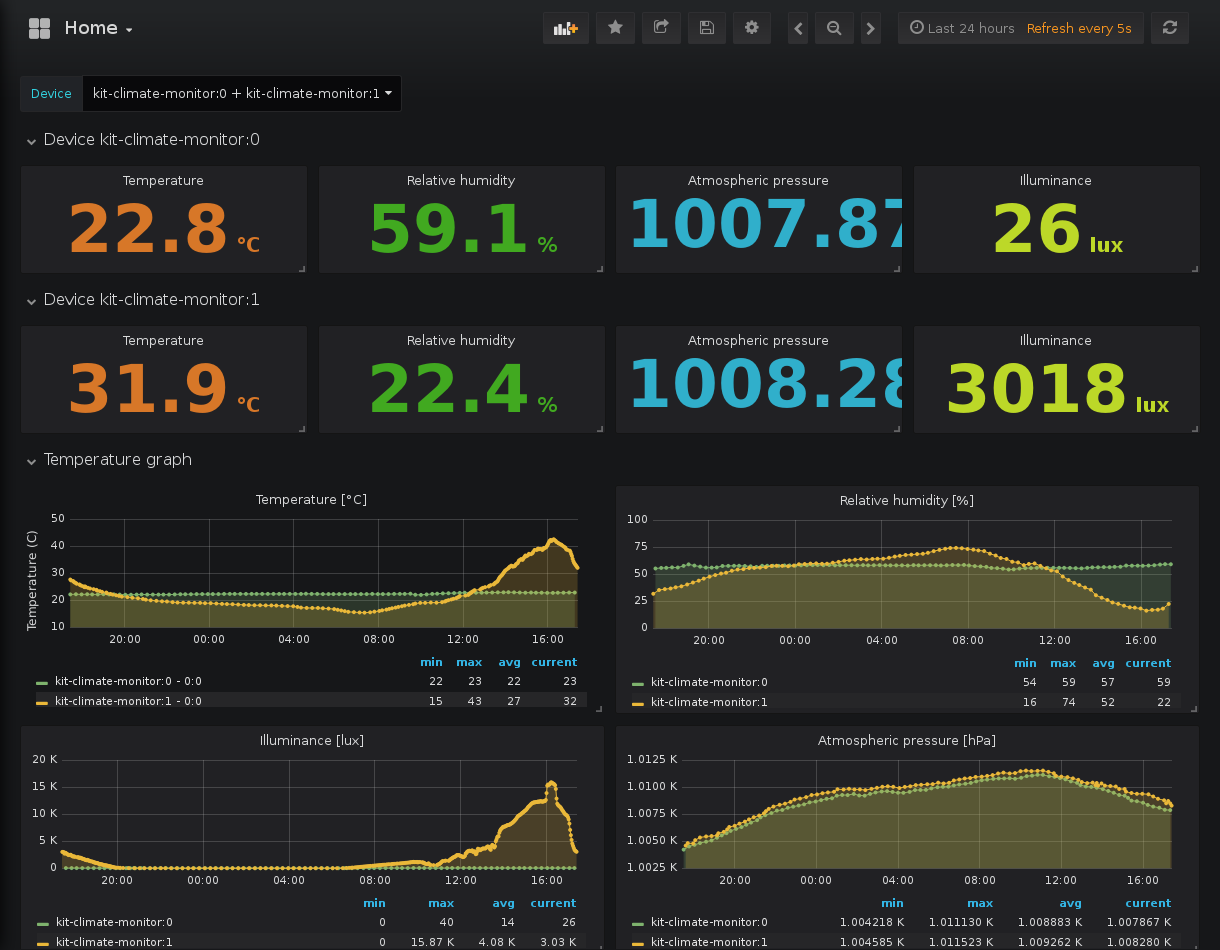 Home
Last 24 hours Refresh every 5s
Device kit-climate-monitor:0 + kit-climate-monitor:1
Device kit-climate-monitor:0
Temperature Relative humidity Atmospheric pressure Illuminance
22.8 °C 59.1 % 1007.87 26 lux
Device kit-climate-monitor:1
Temperature Relative humidity Atmospheric pressure Illuminance
31.9 °C 22.4 % 1008.28 3018 lux
Temperature graph
Temperature [°C]
Temperature (C)
50
40
30
20
10
20:00 00:00 04:00 08:00 12:00 16:00
min max avg current
kit-climate-monitor:0 - 0:0 22 23 22 23
kit-climate-monitor:1 - 0:0 15 43 27 32
Relative humidity [%]
100
75
50
25
0
20:00 00:00 04:00 08:00 12:00 16:00
min max avg current
kit-climate-monitor:0 54 59 57 59
kit-climate-monitor:1 16 74 52 22
Illuminance [lux]
20 K
15 K
10 K
5 K
0
20:00 00:00 04:00 08:00 12:00 16:00
min max avg current
kit-climate-monitor:0 0 40 14 26
kit-climate-monitor:1 0 15.87 K 4.08 K 3.03 K
Atmospheric pressure [hPa]
1.0125 K
1.0100 K
1.0075 K
1.0050 K
1.0025 K
20:00 00:00 04:00 08:00 12:00 16:00
min max avg current
kit-climate-monitor:0 1.004218 K 1.011130 K 1.008883 K 1.007867 K
kit-climate-monitor:1 1.004585 K 1.011523 K 1.009262 K 1.008280 K